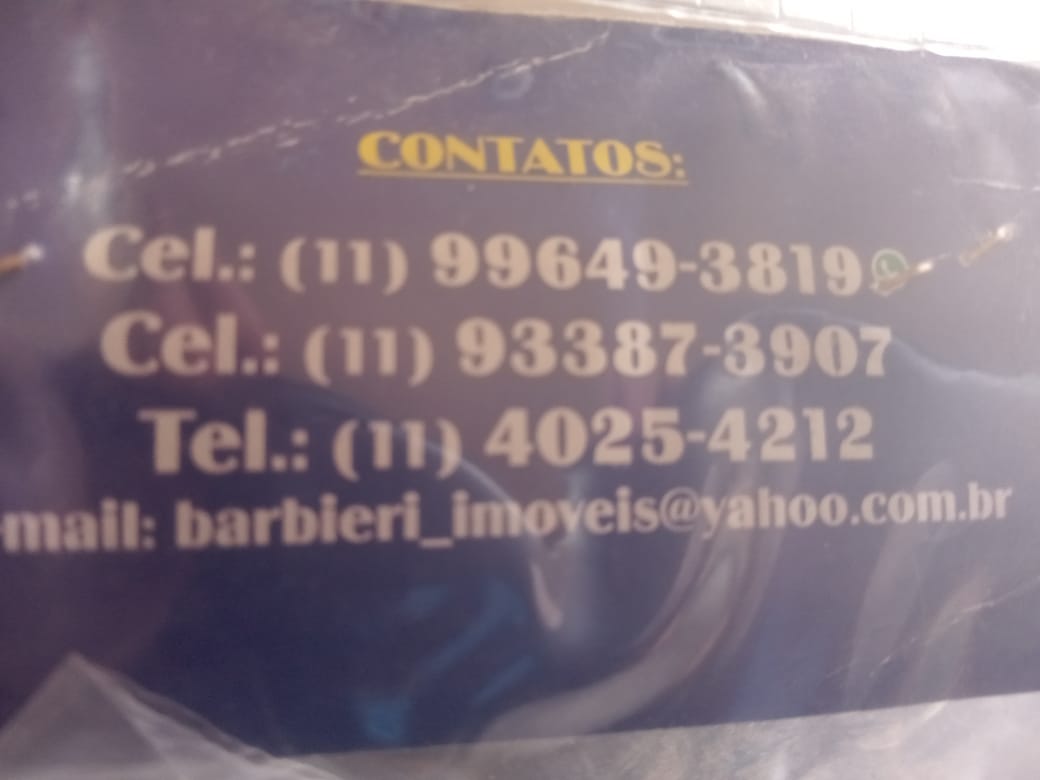 CONTATOS:
Cel.: (11) 99649-3819
Cel.: (11) 93387-3907
Tel.: (11) 4025-4212
-mail: barbieri_imoveis@yahoo.com.br